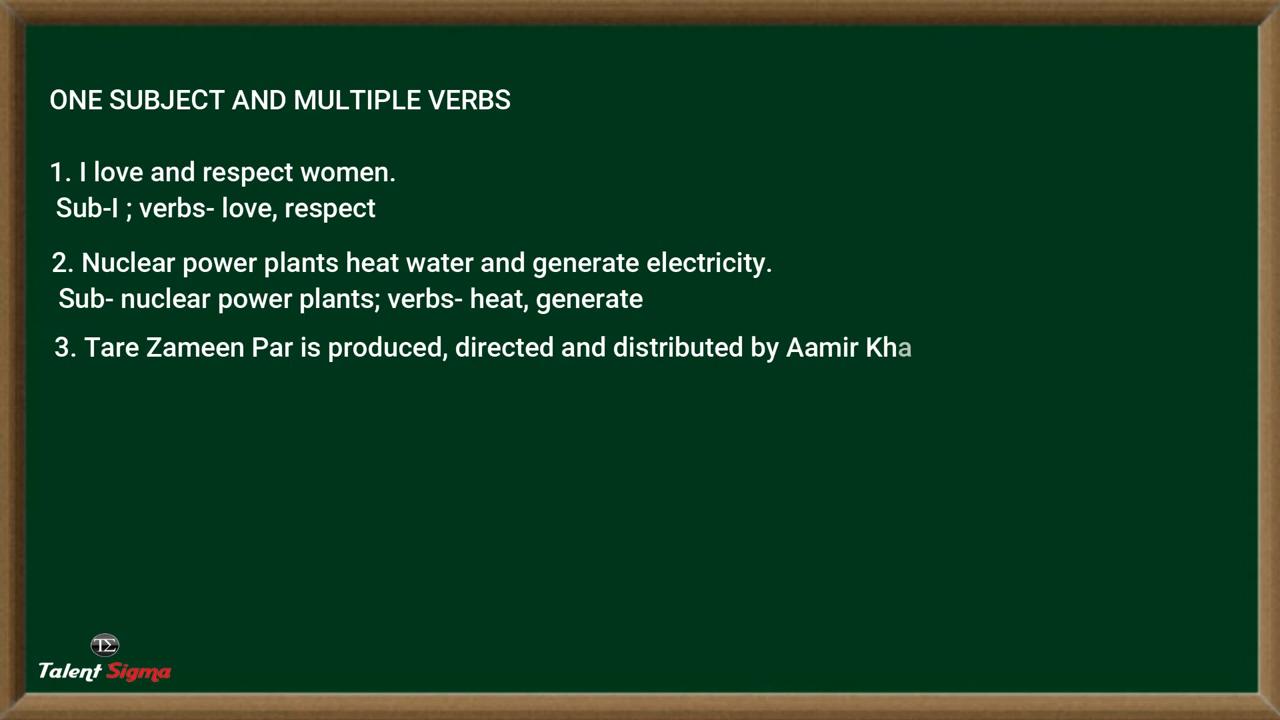 ONE SUBJECT AND MULTIPLE VERBS
1. I love and respect women.
Sub-I ; verbs- love, respect
2. Nuclear power plants heat water and generate electricity.
Sub- nuclear power plants; verbs- heat, generate
3. Tare Zameen Par is produced, directed and distributed by Aamir Kha
TΣ
Talent Sigma